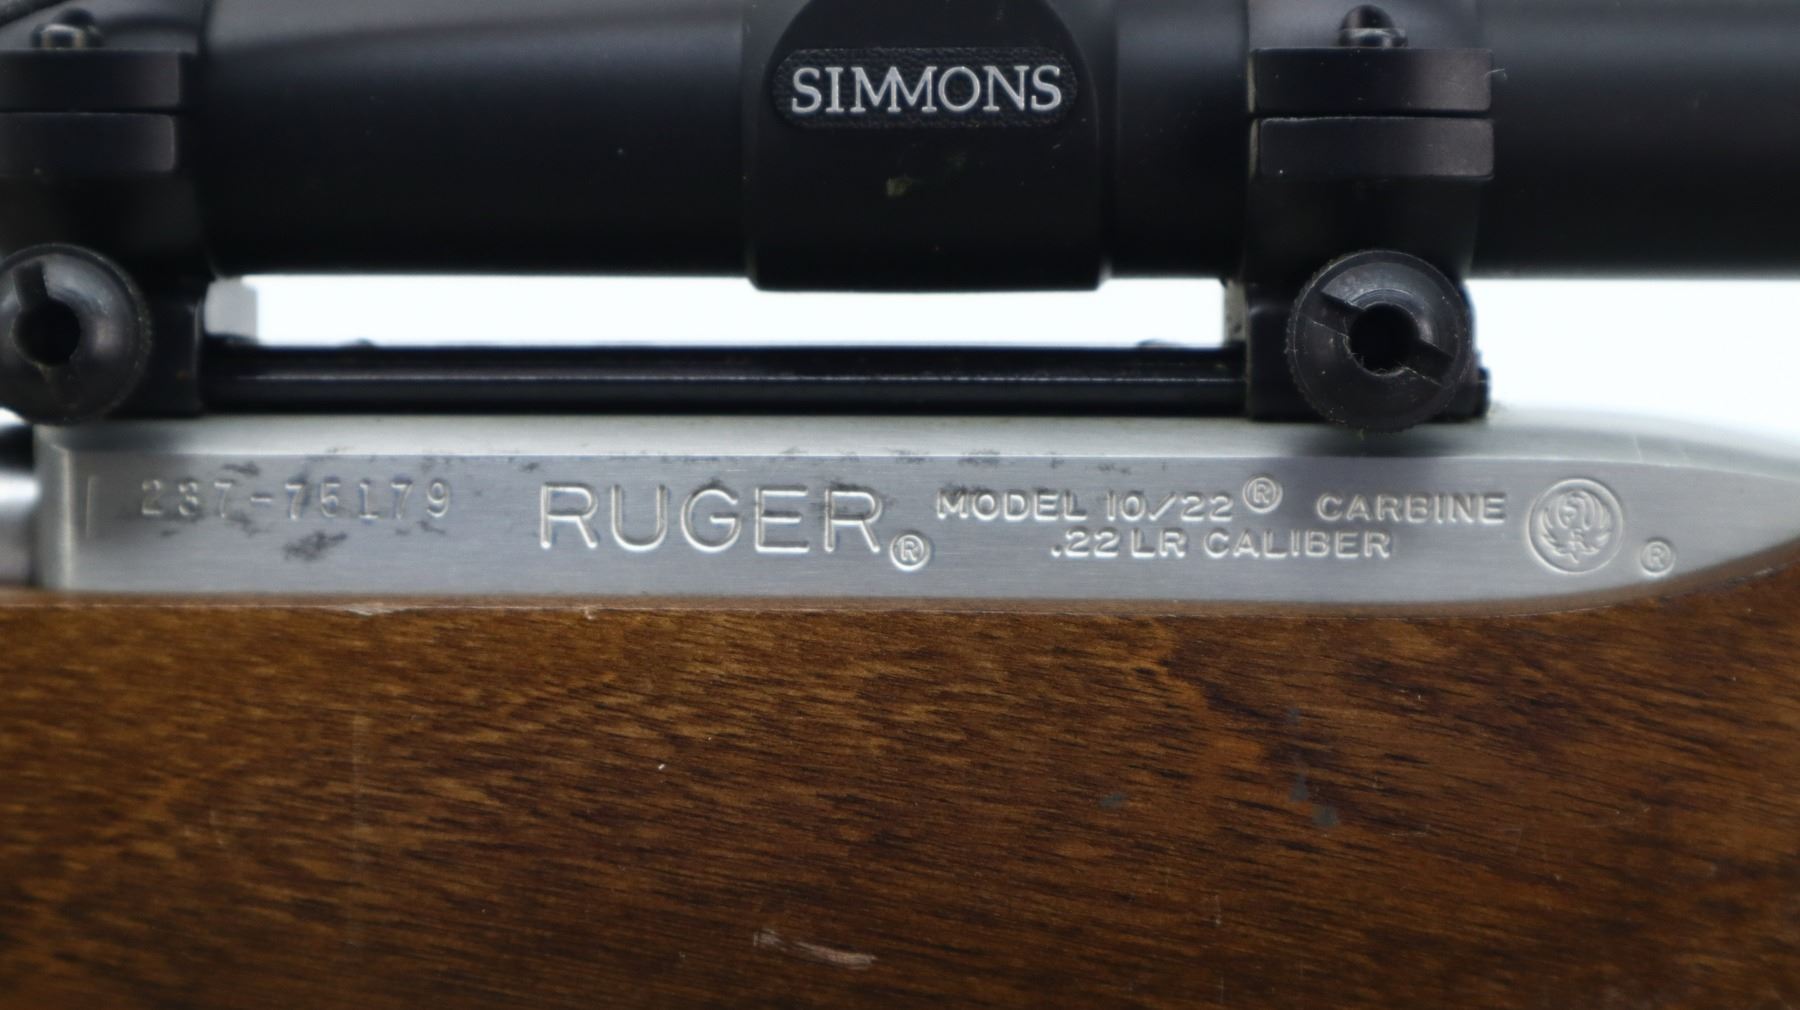 SIMMONS
237-75179
RUGER®
MODEL 10/22® CARBINE
.22 LR CALIBER
®